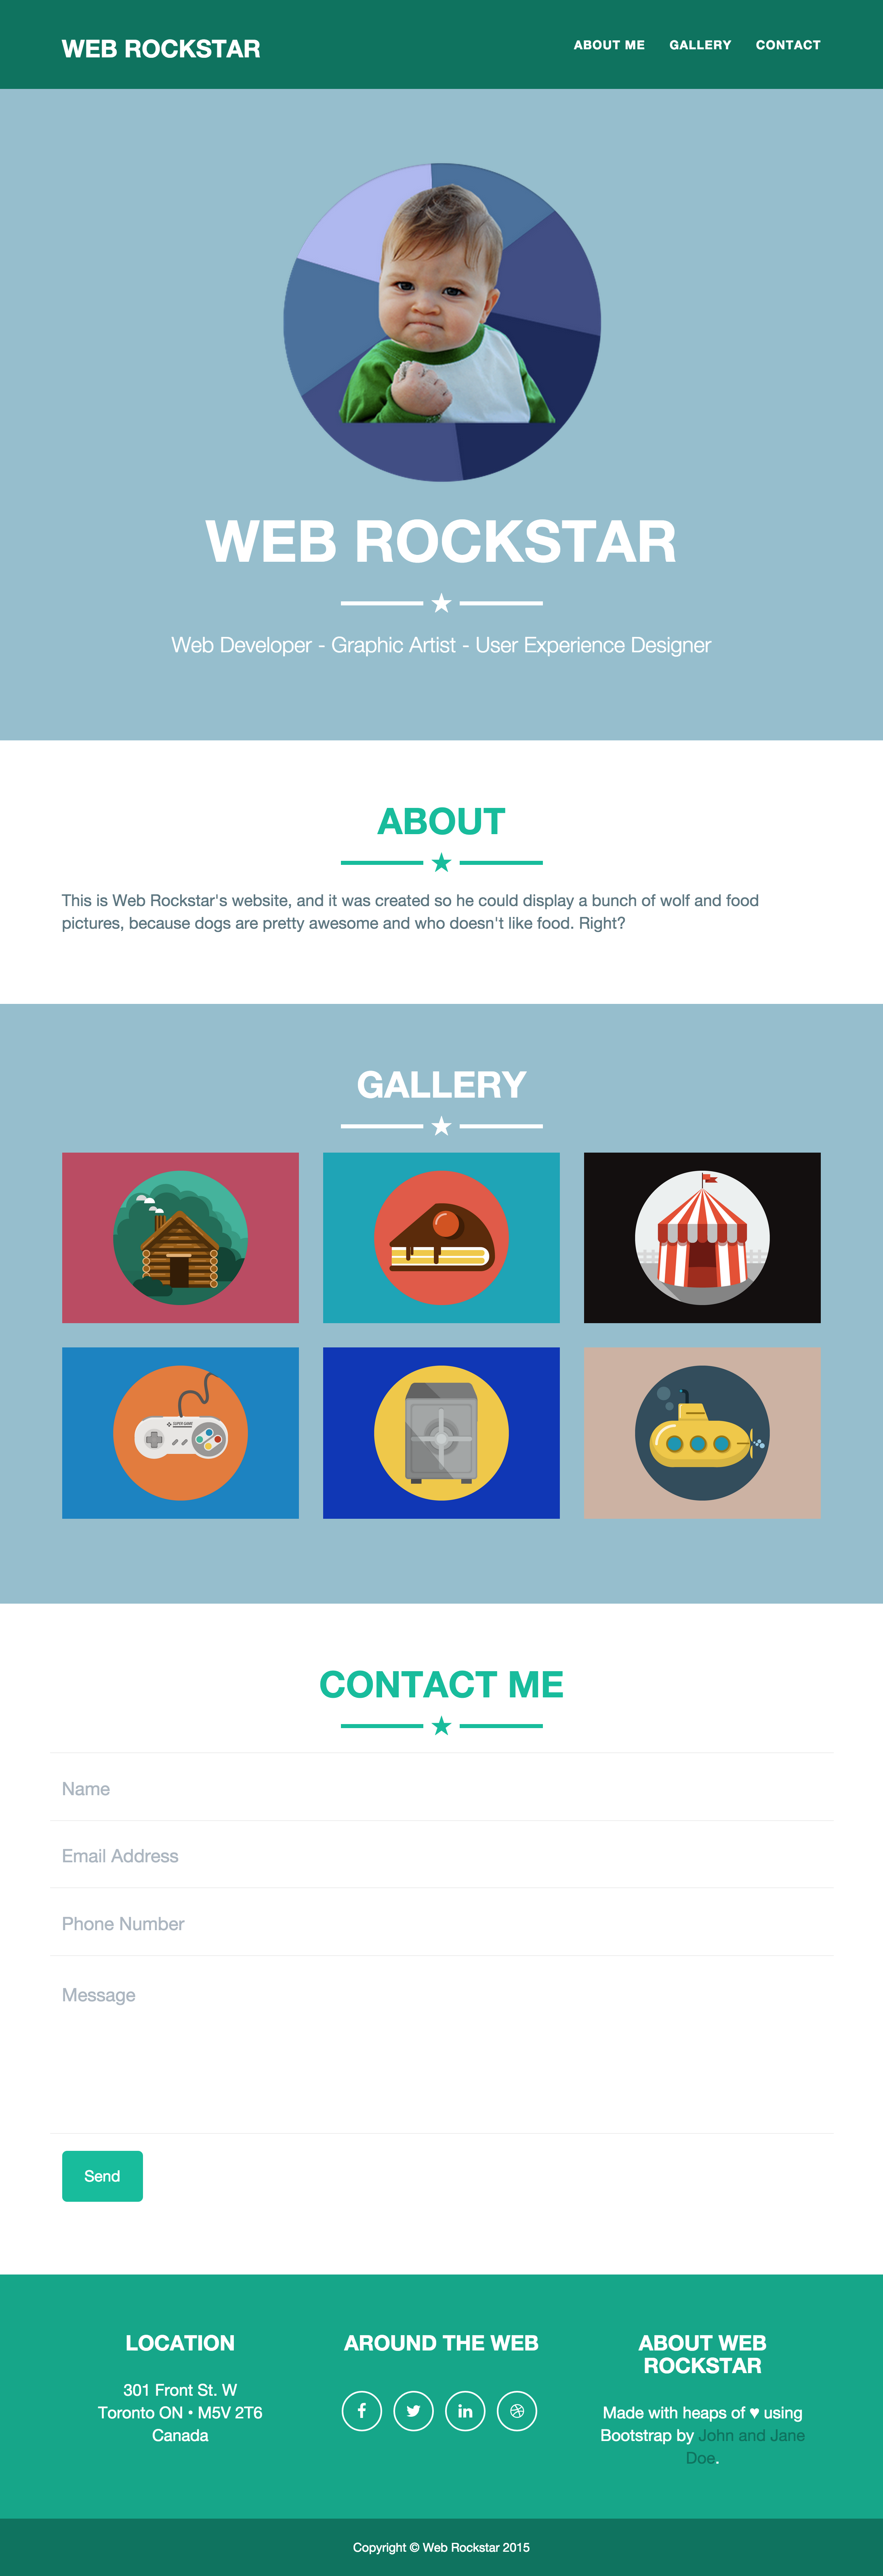 WEB ROCKSTAR
ABOUT ME GALLERY CONTACT
WEB ROCKSTAR
Web Developer - Graphic Artist - User Experience Designer
ABOUT
This is Web Rockstar's website, and it was created so he could display a bunch of wolf and food
pictures, because dogs are pretty awesome and who doesn't like food. Right?
GALLERY
SUPER GAME
CONTACT ME
Name
Email Address
Phone Number
Message
Send
LOCATION
301 Front St. W
Toronto ON • M5V 2T6
Canada
AROUND THE WEB
ABOUT WEB
ROCKSTAR
Made with heaps of ♥ using
Bootstrap by John and Jane
Doe.
Copyright © Web Rockstar 2015